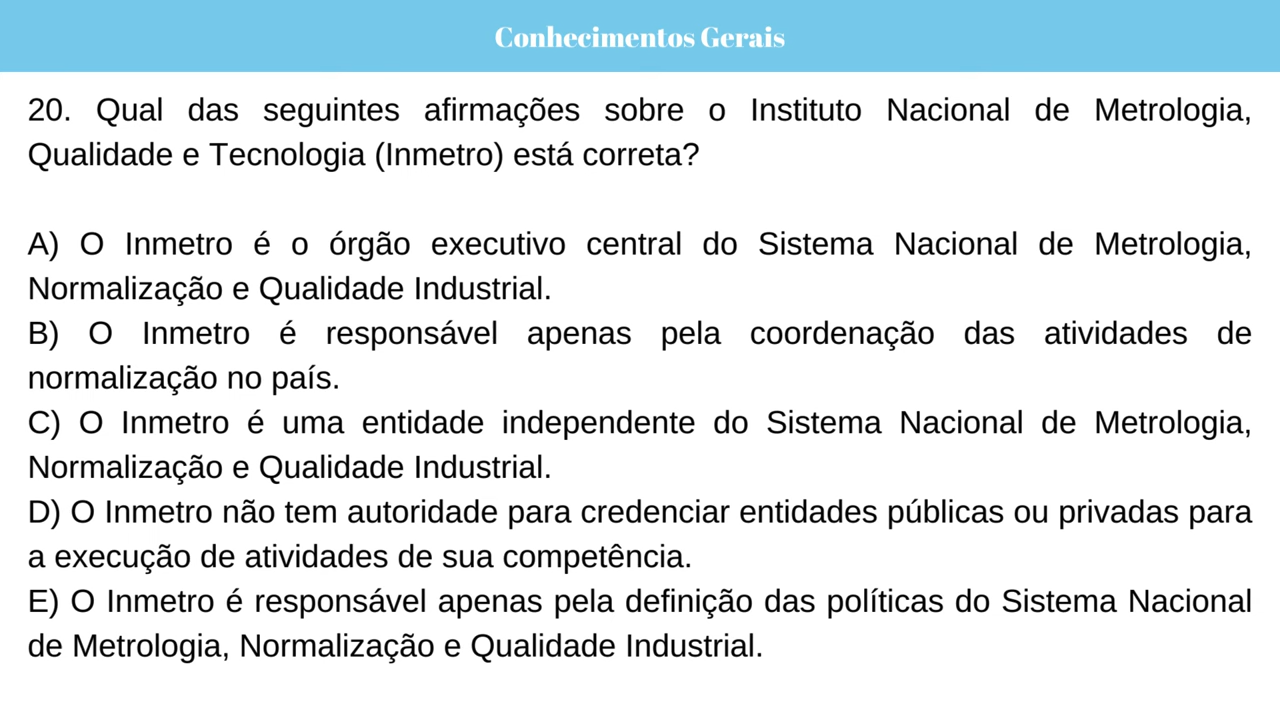 Conhecimentos Gerais
20. Qual das seguintes afirmações sobre o Instituto Nacional de Metrologia,
Qualidade e Tecnologia (Inmetro) está correta?
A) O Inmetro é o órgão executivo central do Sistema Nacional de Metrologia,
Normalização e Qualidade Industrial.
B) O Inmetro é responsável apenas pela coordenação das atividades de
normalização no país.
C) O Inmetro é uma entidade independente do Sistema Nacional de Metrologia,
Normalização e Qualidade Industrial.
D) O Inmetro não tem autoridade para credenciar entidades públicas ou privadas para
a execução de atividades de sua competência.
E) O Inmetro é responsável apenas pela definição das políticas do Sistema Nacional
de Metrologia, Normalização e Qualidade Industrial.